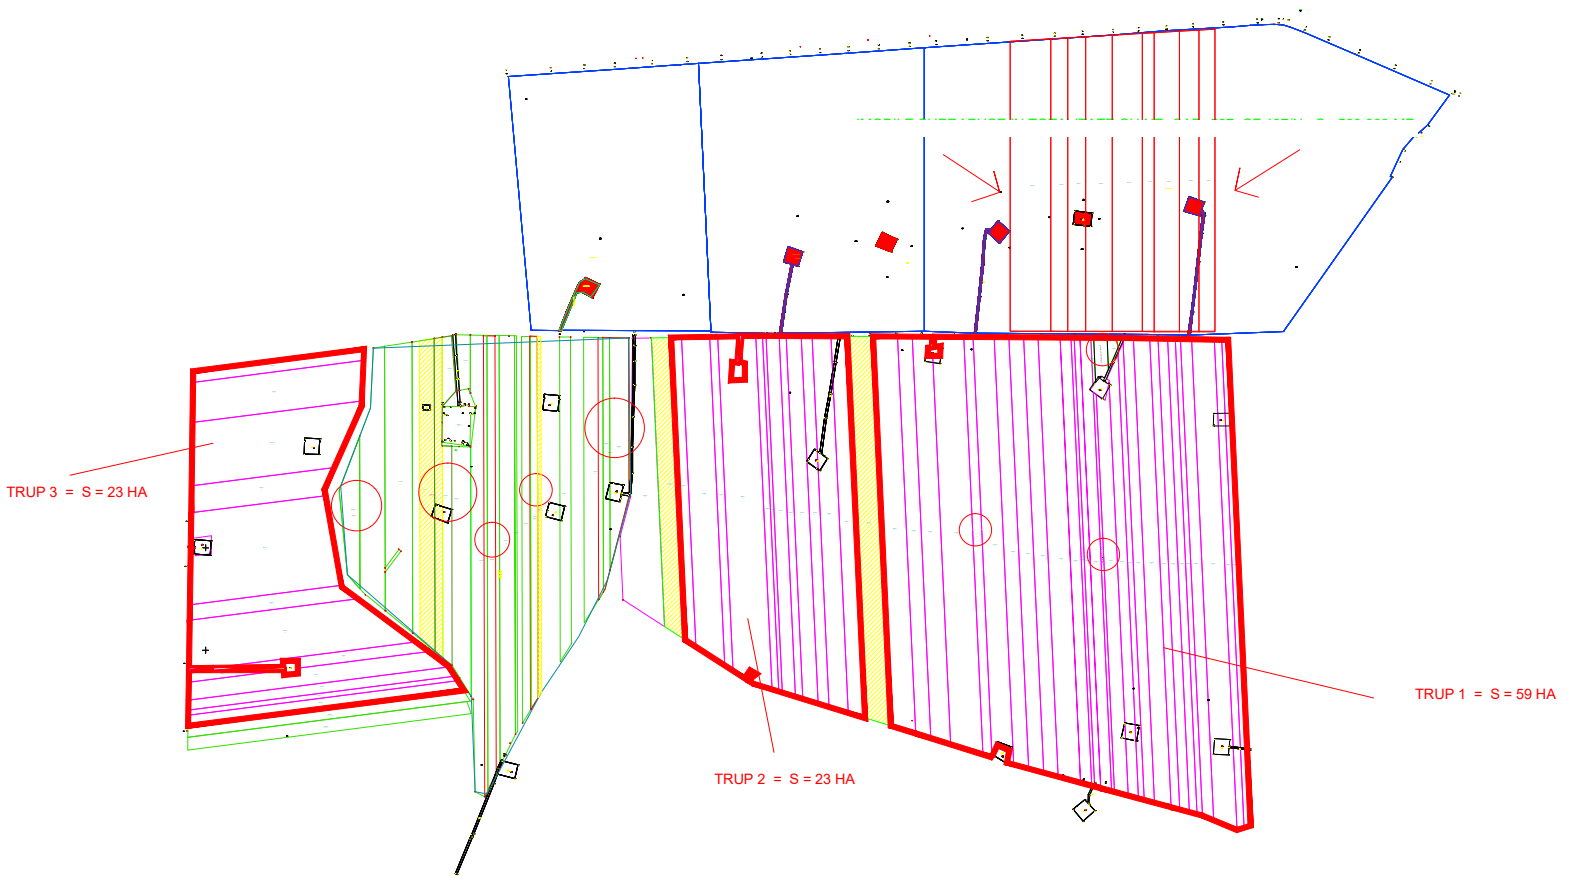 TRUP 3 = S = 23 HA
TRUP 1 = S = 59 HA
TRUP 2 = S = 23 HA